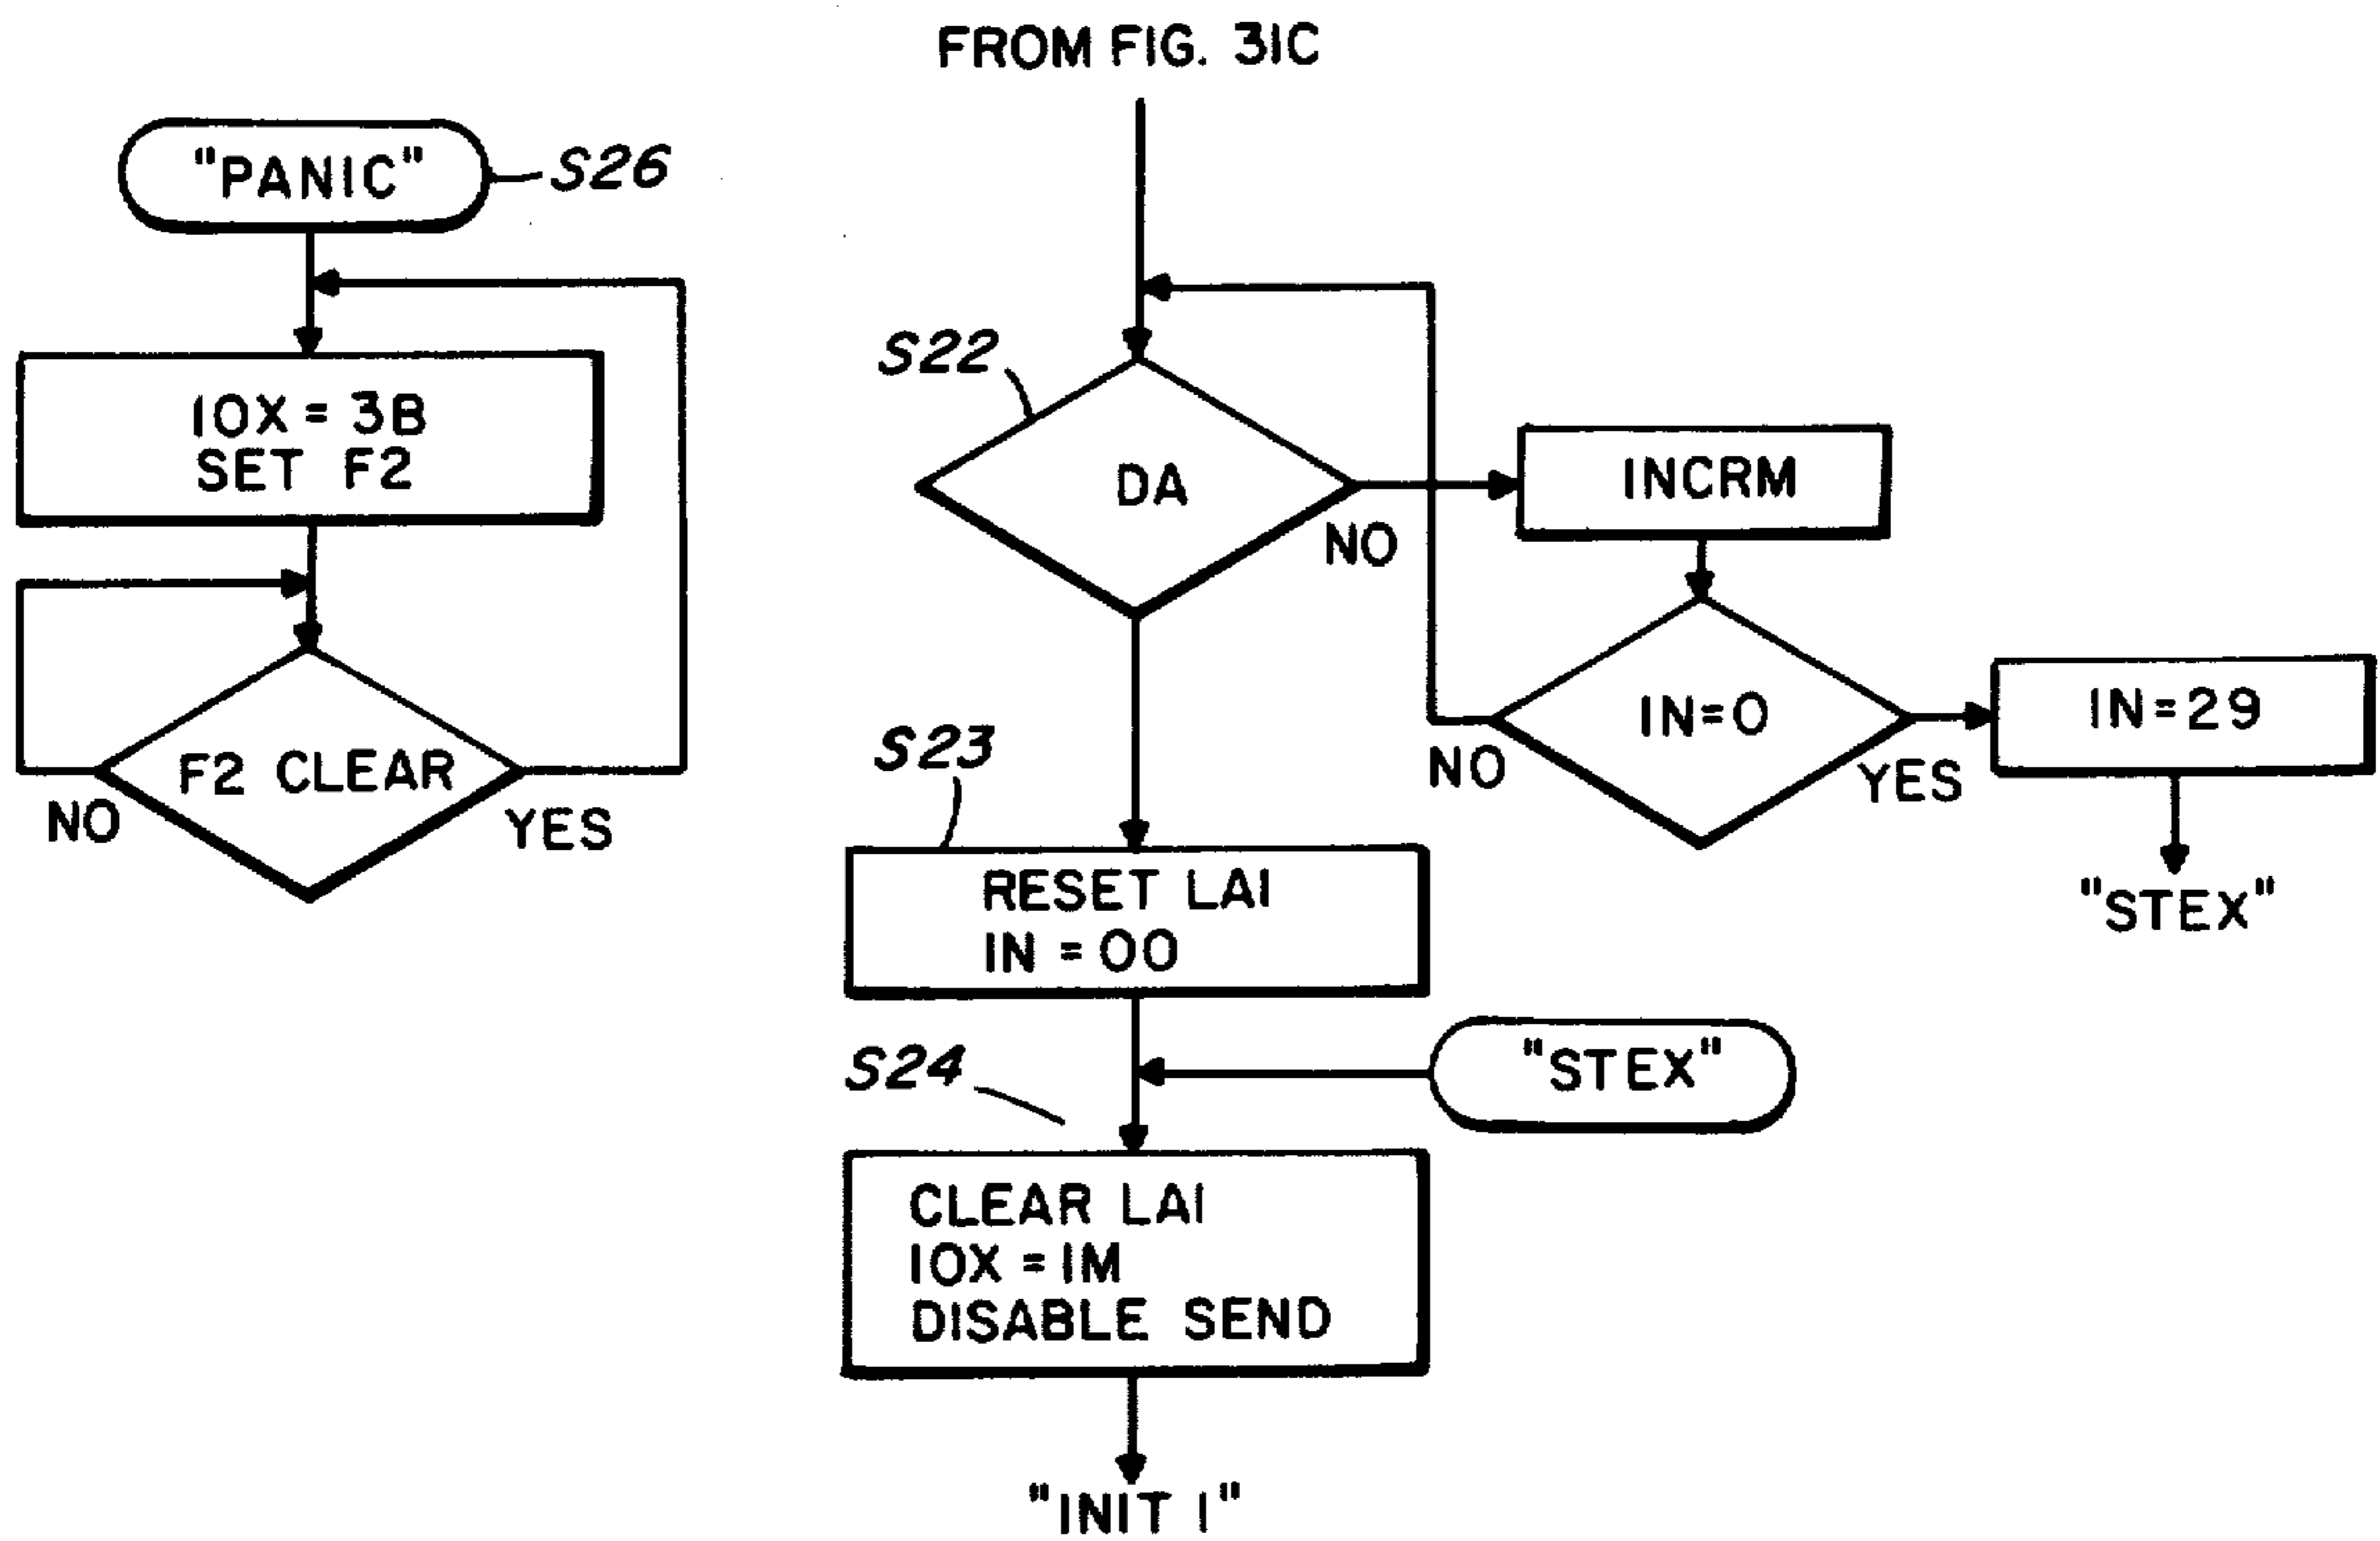 FROM FIG. 31C
"PANIC"
S26
IOX = 3B
SET F2
F2 CLEAR
NO
YES
S22
DA
NO
INCRM
IN=0
NO
YES
IN=29
"STEX"
S23
RESET LAI
IN = 00
S24
"STEX"
CLEAR LAI
IOX = IM
DISABLE SEND
"INIT I"